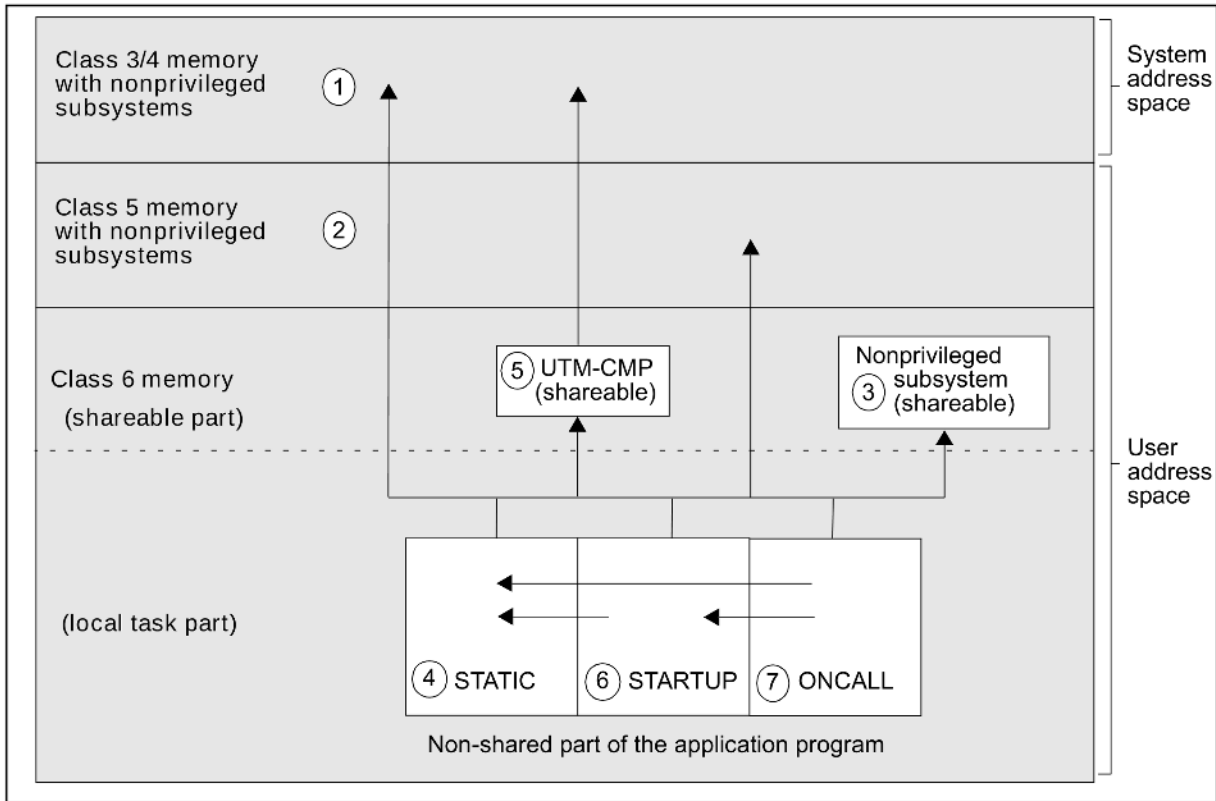 Class 3/4 memory
with nonprivileged
subsystems
1
System
address
space
Class 5 memory
with nonprivileged
subsystems
2
Class 6 memory
(shareable part)
5 UTM-CMP
(shareable)
Nonprivileged
subsystem
3 (shareable)
User
address
space
(local task part)
4 STATIC
6 STARTUP
7 ONCALL
Non-shared part of the application program